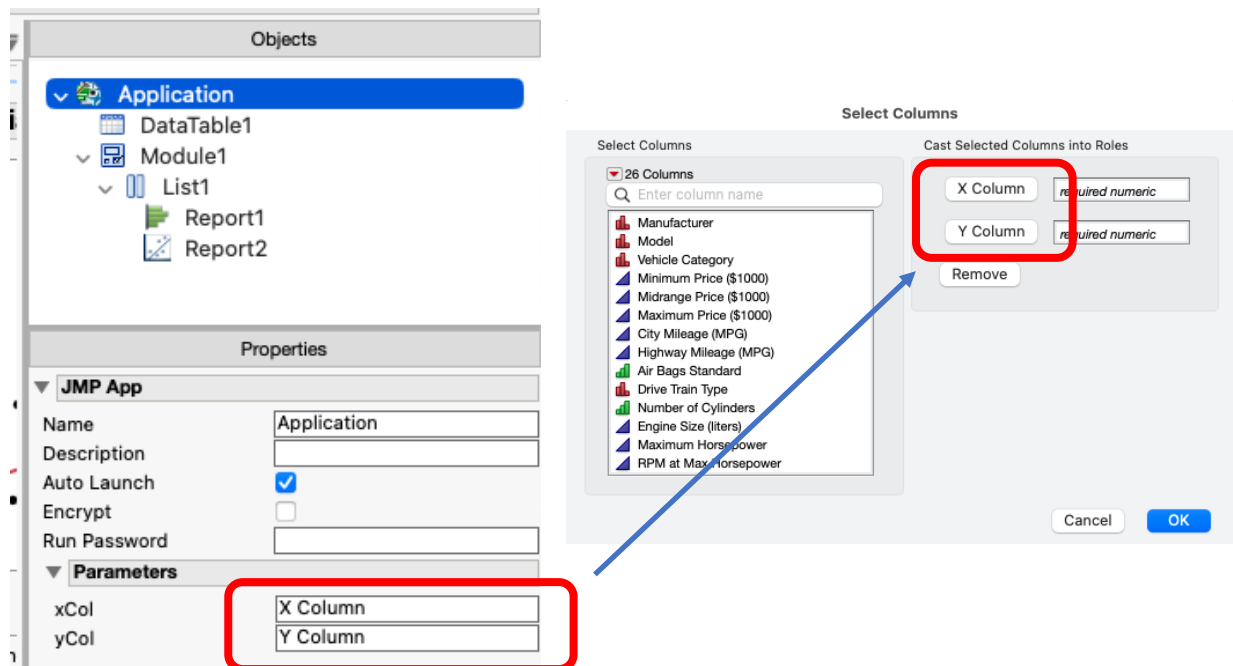 Objects
Application
DataTable1
Module1
List1
Report1
Report2
Properties
JMP App
Name
Application
Description
Auto Launch
Encrypt
Run Password
Parameters
xCol
X Column
yCol
Y Column
Select Columns
Select Columns
26 Columns
Enter column name
Manufacturer
Model
Vehicle Category
Minimum Price ($1000)
Midrange Price ($1000)
Maximum Price ($1000)
City Mileage (MPG)
Highway Mileage (MPG)
Air Bags Standard
Drive Train Type
Number of Cylinders
Engine Size (liters)
Maximum Horsepower
RPM at Max Horsepower
Cast Selected Columns into Roles
X Column
required numeric
Y Column
required numeric
Remove
Cancel
OK